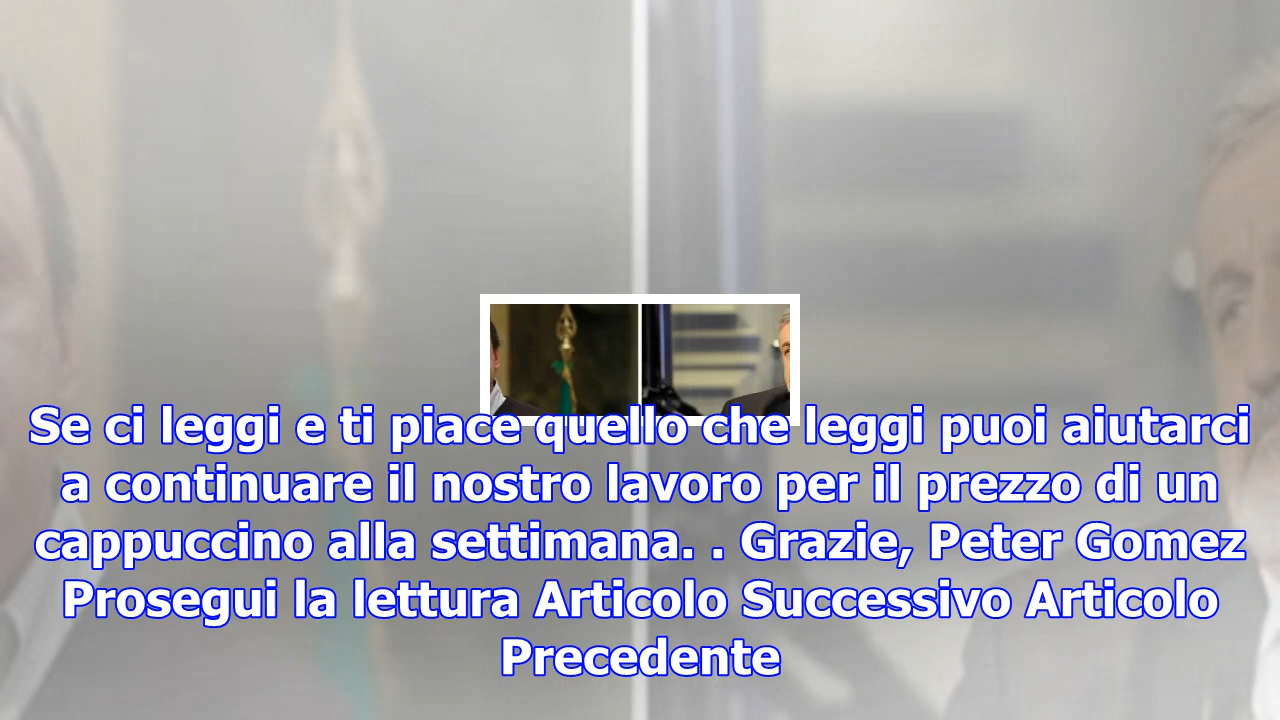 Se ci leggi e ti piace quello che leggi puoi aiutarci
a continuare il nostro lavoro per il prezzo di un
cappuccino alla settimana. . Grazie, Peter Gomez
Prosegui la lettura Articolo Successivo Articolo
Precedente